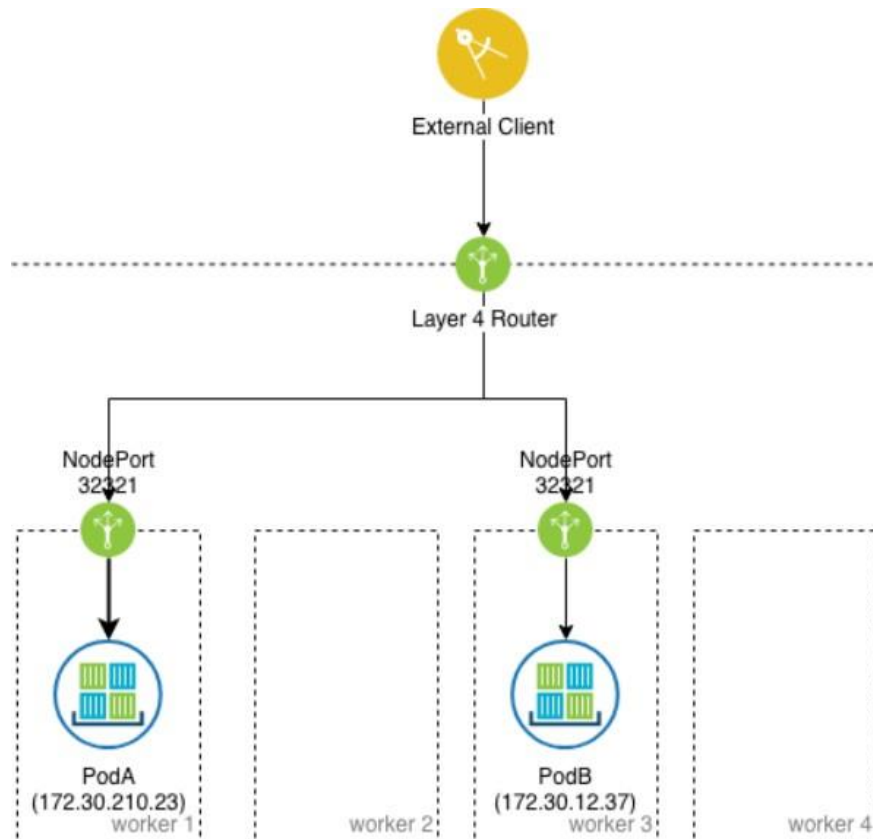 External Client
Layer 4 Router
NodePort
32321
NodePort
32321
PodA
(172.30.210.23)
worker 1
worker 2
PodB
(172.30.12.37)
worker 3
worker 4